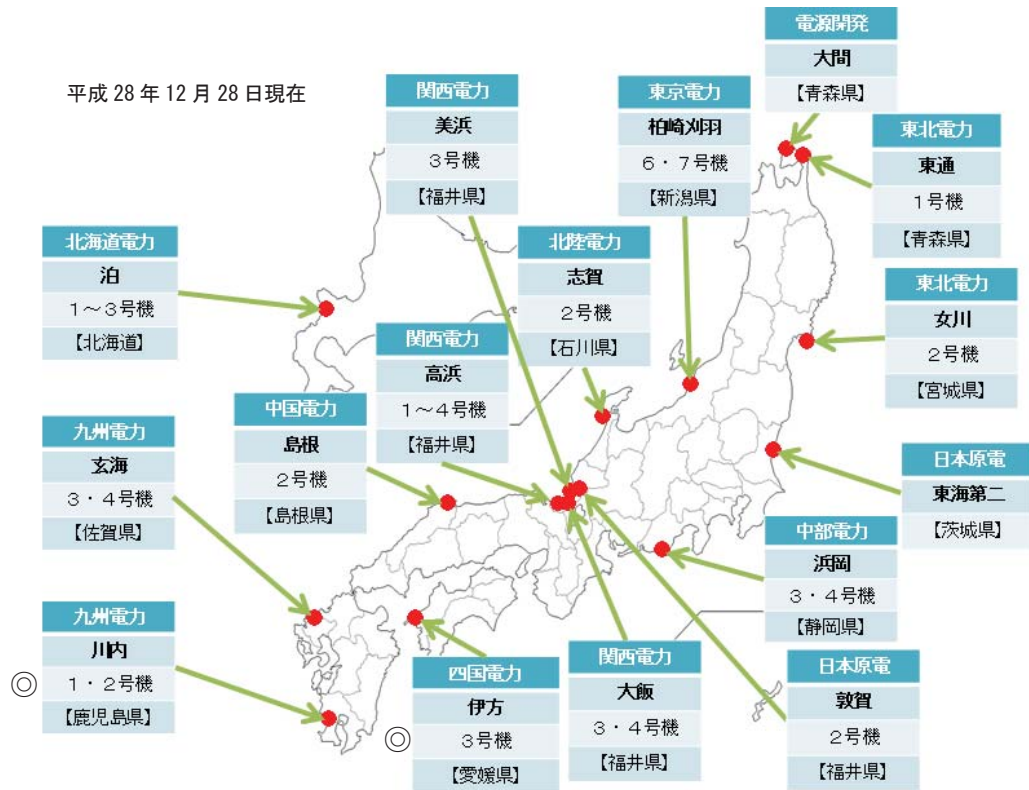 平成 28 年 12 月 28 日現在
電源開発
大間
【青森県】
関西電力
美浜
3号機
【福井県】
東京電力
柏崎刈羽
6・7号機
【新潟県】
東北電力
東通
1号機
【青森県】
北海道電力
泊
1～3号機
【北海道】
北陸電力
志賀
2号機
【石川県】
東北電力
女川
2号機
【宮城県】
関西電力
高浜
1～4号機
【福井県】
中国電力
島根
2号機
【島根県】
九州電力
玄海
3・4号機
【佐賀県】
日本原電
東海第二
【茨城県】
中部電力
浜岡
3・4号機
【静岡県】
九州電力
川内
◎ 1・2号機
【鹿児島県】
四国電力
伊方
◎ 3号機
【愛媛県】
関西電力
大飯
3・4号機
【福井県】
日本原電
敦賀
2号機
【福井県】